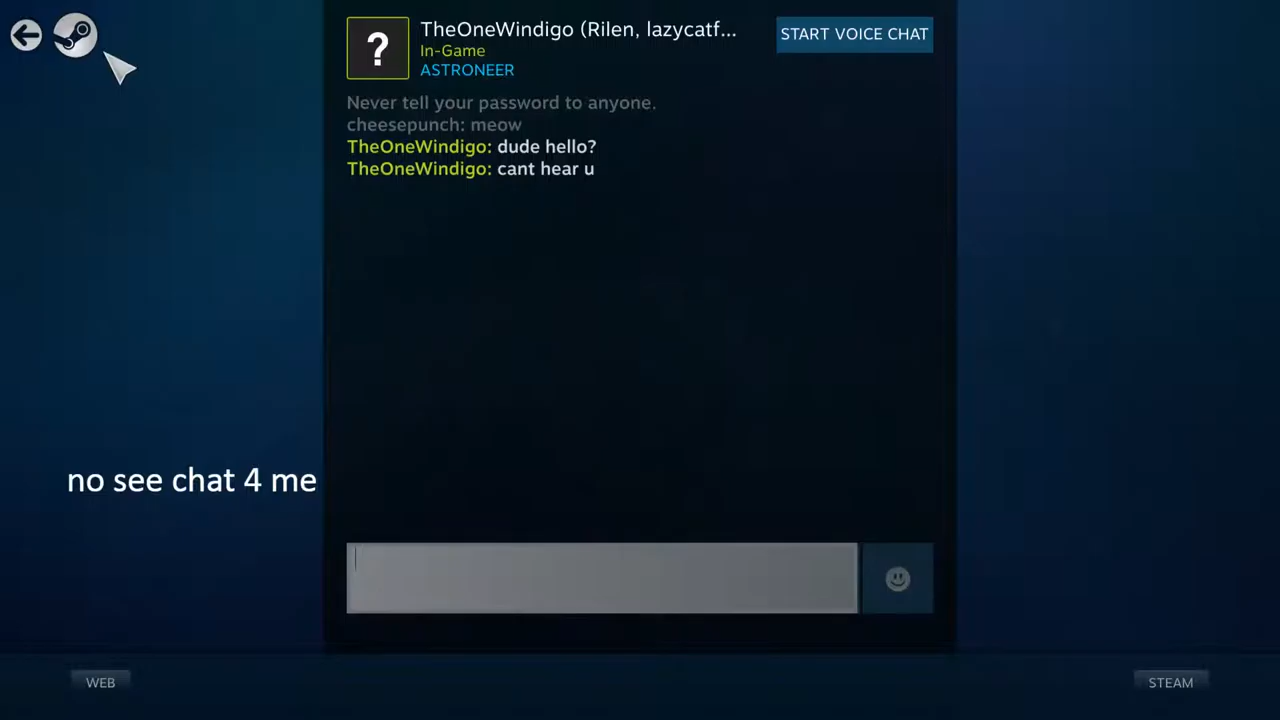 TheOneWindigo (Rilen, lazycatf...
START VOICE CHAT
In-Game
ASTRONEER
?
Never tell your password to anyone.
cheesepunch: meow
TheOneWindigo: dude hello?
TheOneWindigo: cant hear u
no see chat 4 me
WEB
STEAM